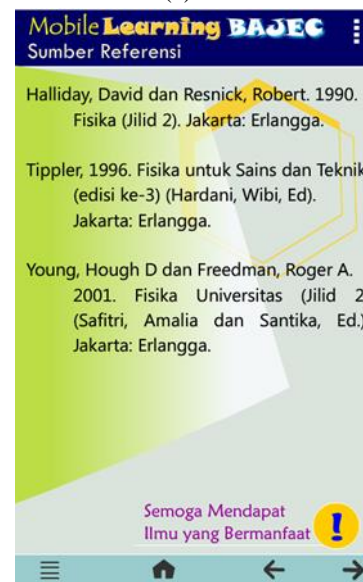 Mobile Learning BAJEC
Sumber Referensi
Halliday, David dan Resnick, Robert. 1990.
Fisika (Jilid 2). Jakarta: Erlangga.
Tippler, 1996. Fisika untuk Sains dan Teknik
(edisi ke-3) (Hardani, Wibi, Ed).
Jakarta: Erlangga.
Young, Hough D dan Freedman, Roger A.
2001. Fisika Universitas (Jilid 2
(Safitri, Amalia dan Santika, Ed.)
Jakarta: Erlangga.
Semoga Mendapat
Ilmu yang Bermanfaat !